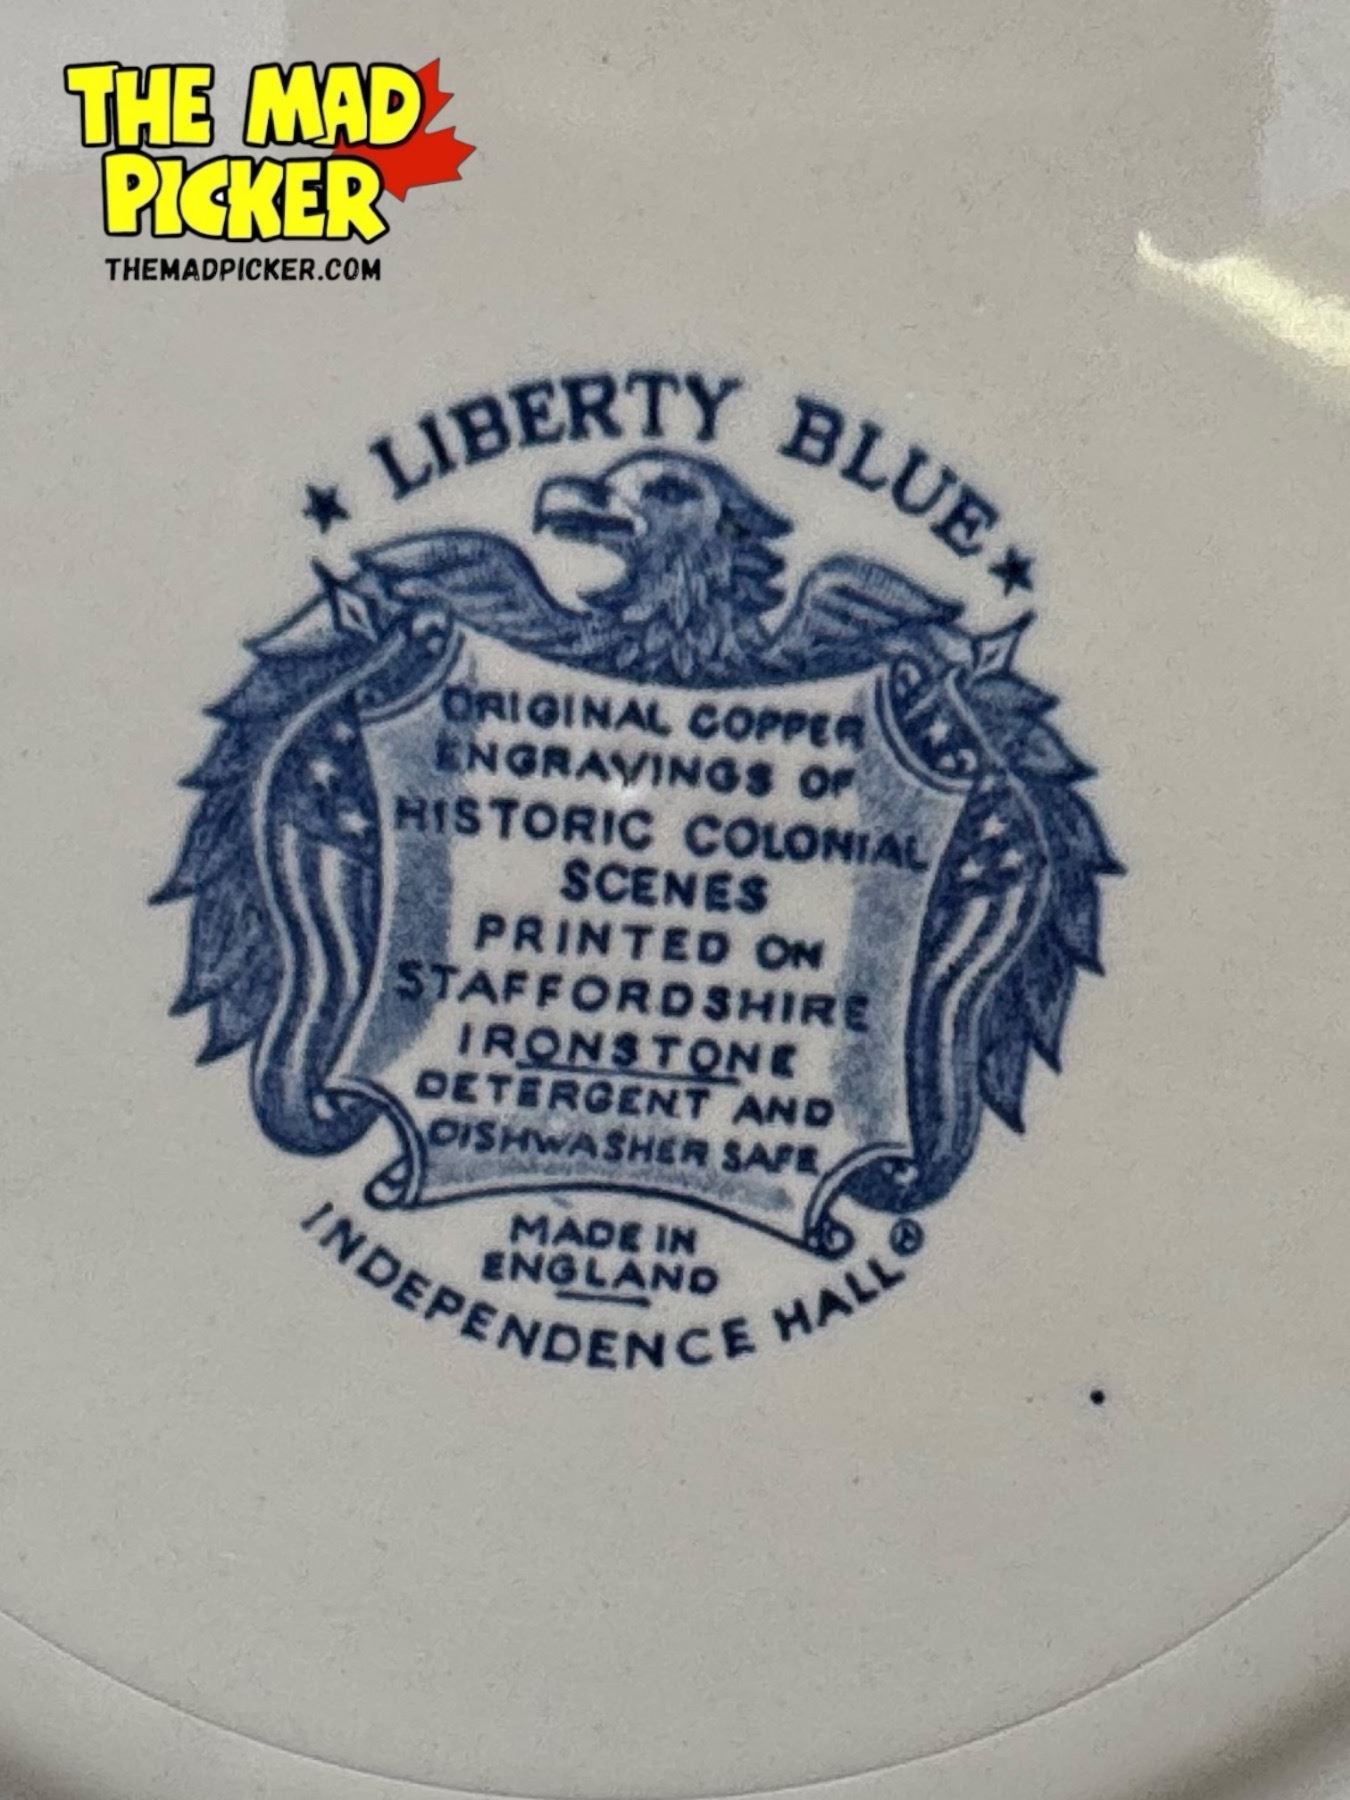 THE MAD
PICKER
THEMADPICKER.COM
★ LIBERTY BLUE ★
ORIGINAL COPPER
ENGRAVINGS OF
HISTORIC COLONIAL
SCENES
PRINTED ON
STAFFORDSHIRE
IRONSTONE
DETERGENT AND
DISHWASHER SAFE
MADE IN
ENGLAND
INDEPENDENCE HALL®